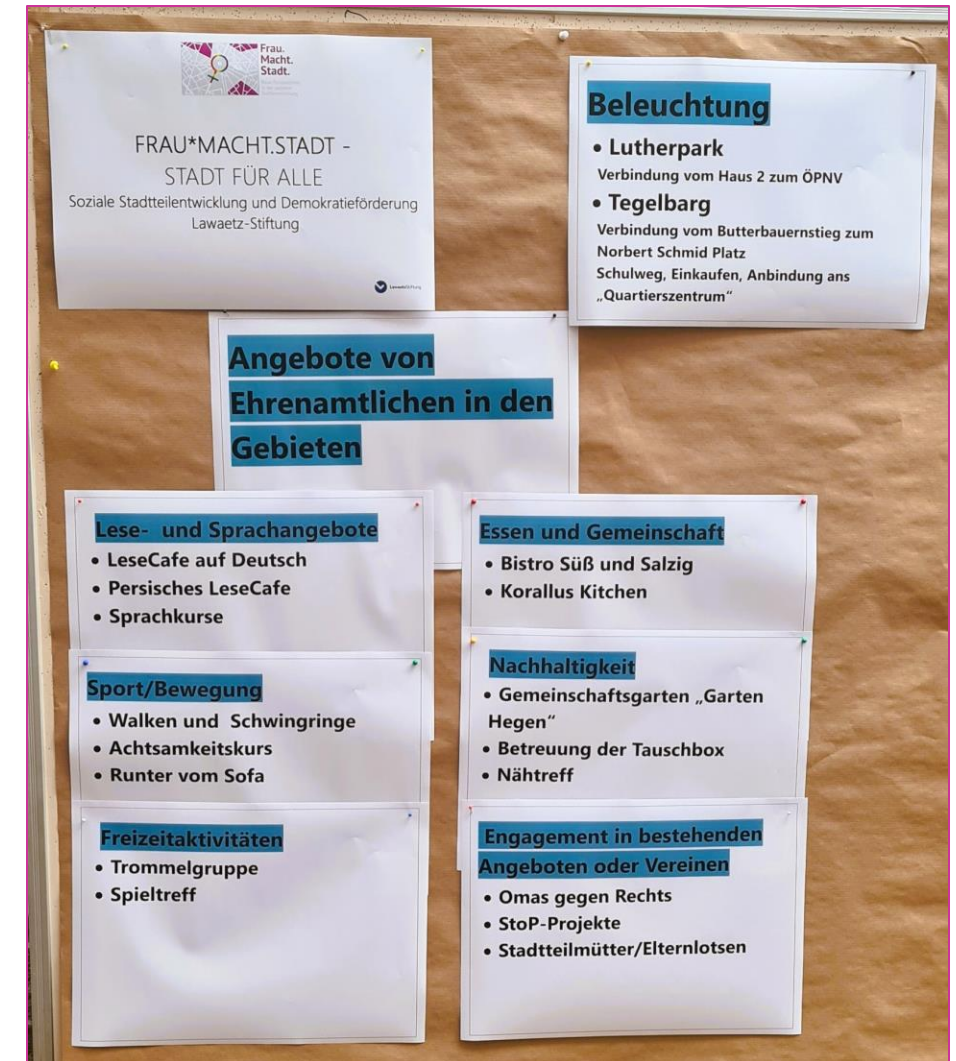 Frau.
Macht.
Stadt.
FRAU*MACHT.STADT -
STADT FÜR ALLE
Soziale Stadtteilentwicklung und Demokratieförderung
Lawaetz-Stiftung
Beleuchtung
• Lutherpark
Verbindung vom Haus 2 zum ÖPNV
• Tegelbarg
Verbindung vom Butterbauernstieg zum
Norbert Schmid Platz
Schulweg, Einkaufen, Anbindung ans
„Quartierszentrum“
Angebote von
Ehrenamtlichen in den
Gebieten
Lese- und Sprachangebote
• LeseCafe auf Deutsch
• Persisches LeseCafe
• Sprachkurse
Sport/Bewegung
• Walken und Schwingringe
• Achtsamkeitskurs
• Runter vom Sofa
Freizeitaktivitäten
• Trommelgruppe
• Spieltreff
Essen und Gemeinschaft
• Bistro Süß und Salzig
• Korallus Kitchen
Nachhaltigkeit
• Gemeinschaftsgarten „Garten
Hegen“
• Betreuung der Tauschbox
• Nähtreff
Engagement in bestehenden
Angeboten oder Vereinen
• Omas gegen Rechts
• StoP-Projekte
• Stadtteilmütter/Elternlotsen